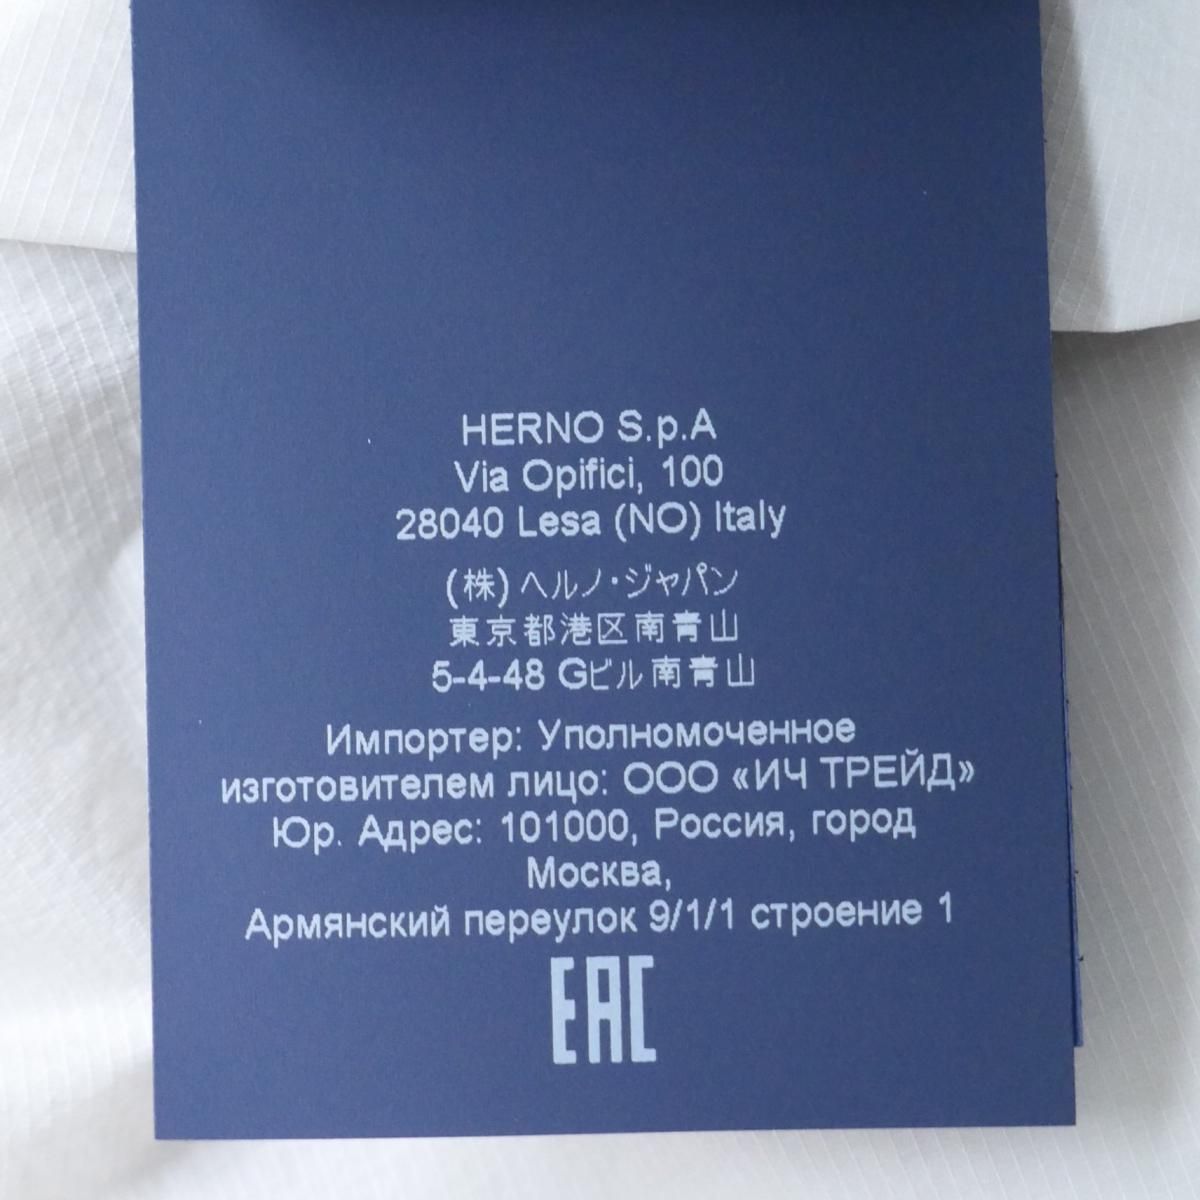 HERNO S.p.A
Via Opifici, 100
28040 Lesa (NO) Italy
(株)ヘルノ・ジャパン
東京都港区南青山
5-4-48 Gビル南青山
Импортер: Уполномоченное
изготовителем лицо: ООО «ИЧ ТРЕЙД»
Юр. Адрес: 101000, Россия, город
Москва,
Армянский переулок 9/1/1 строение 1
EAC